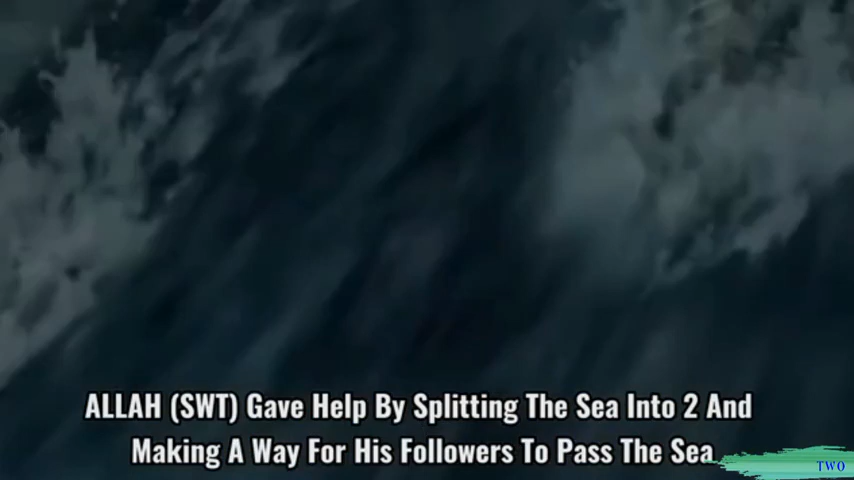 ALLAH (SWT) Gave Help By Splitting The Sea Into 2 And
Making A Way For His Followers To Pass The Sea
TWO